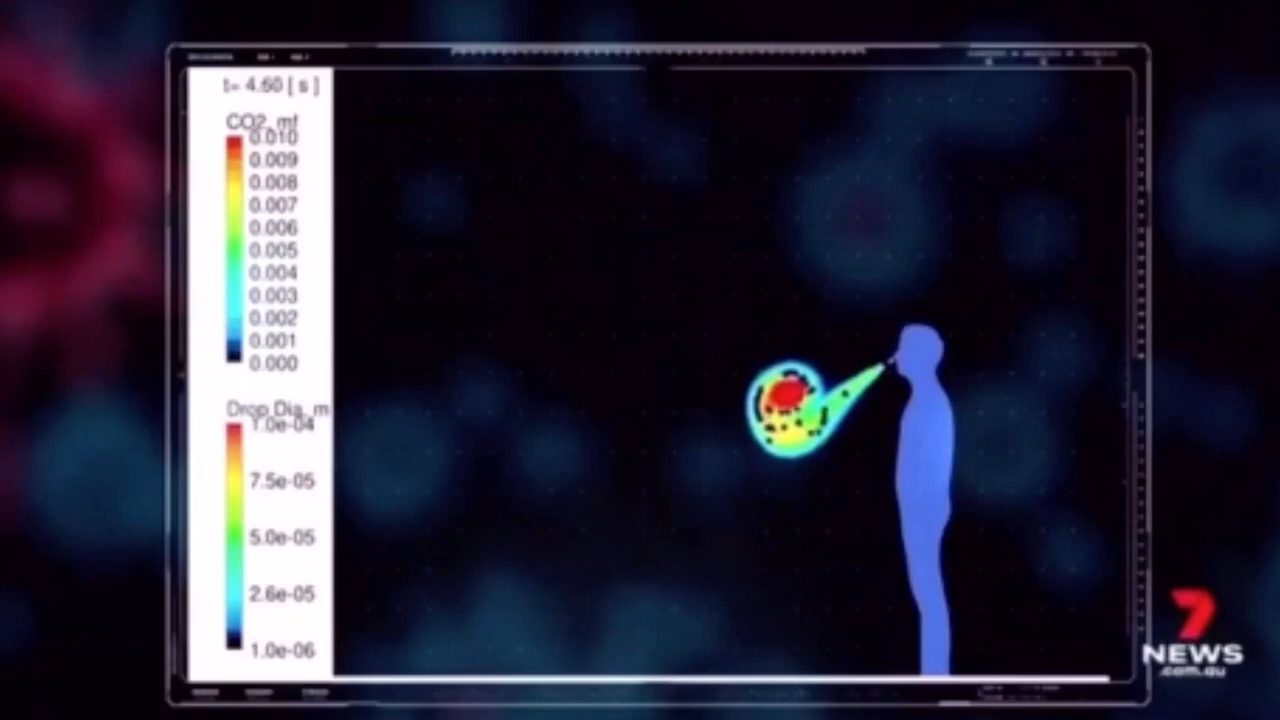 t= 4.60 [ s ]
CO2_mf
0.010
0.009
0.008
0.007
0.006
0.005
0.004
0.003
0.002
0.001
0.000
Drop Dia_m
1.0e-04
7.5e-05
5.0e-05
2.6e-05
1.0e-06
7
NEWS
.com.au